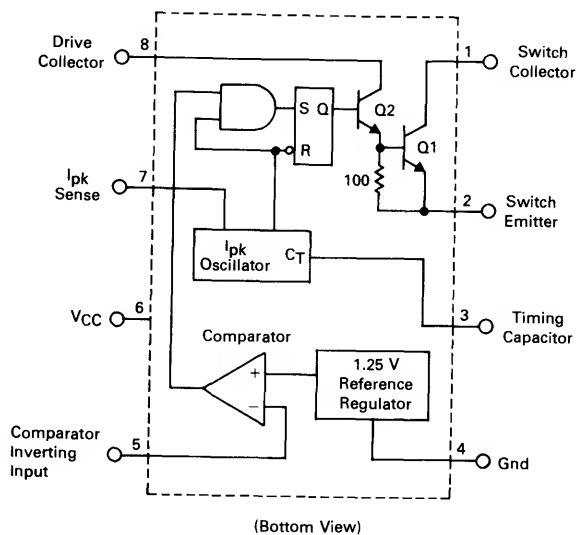 Drive
Collector
8
1
Switch
Collector
S
Q
R
Q2
Q1
100
Ipk
Sense
7
2
Switch
Emitter
Ipk
Oscillator
CT
VCC
6
3
Timing
Capacitor
Comparator
+
−
1.25 V
Reference
Regulator
Comparator
Inverting
Input
5
4
Gnd
(Bottom View)